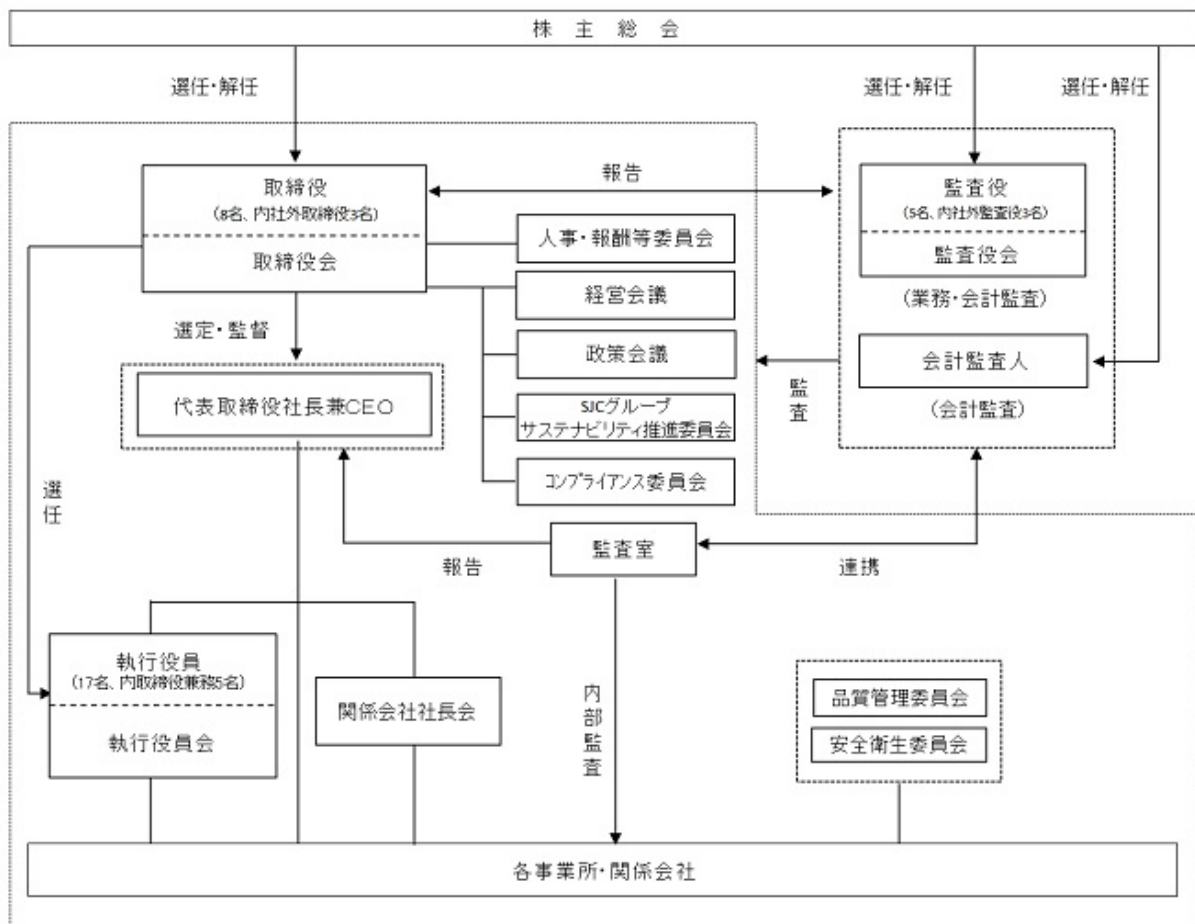 株主総会
選任・解任
選任・解任
選任・解任
取締役
(8名、内社外取締役3名)
取締役会
報告
監査役
(5名、内社外監査役3名)
監査役会
(業務・会計監査)
人事・報酬等委員会
経営会議
政策会議
SJCグループ
サステナビリティ推進委員会
コンプライアンス委員会
選定・監督
代表取締役社長兼CEO
監査
会計監査人
(会計監査)
選任
報告
監査室
連携
執行役員
(17名、内取締役兼務5名)
執行役員会
関係会社社長会
内部監査
品質管理委員会
安全衛生委員会
各事業所・関係会社